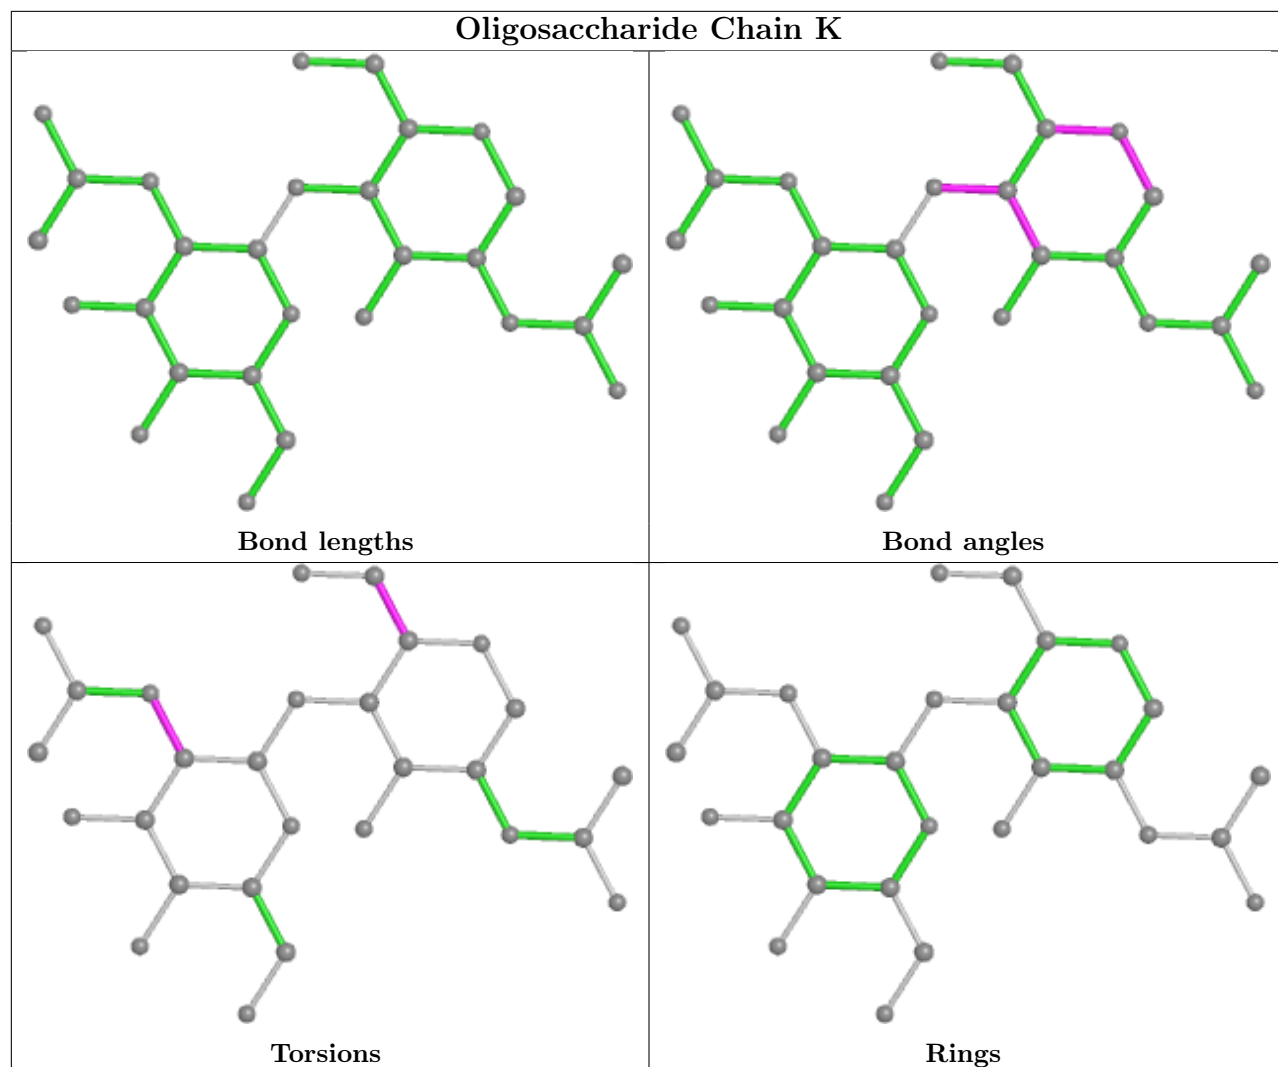 Oligosaccharide Chain K
Bond lengths
Bond angles
Torsions
Rings